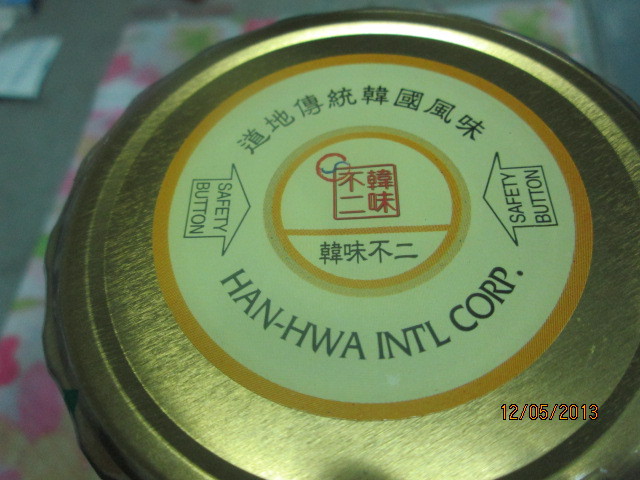 道地傳統韓國風味
SAFETY
BUTTON
韓味
不二
SAFETY
BUTTON
韓味不二
HAN-HWA INT'L CORP.
12/05/2013